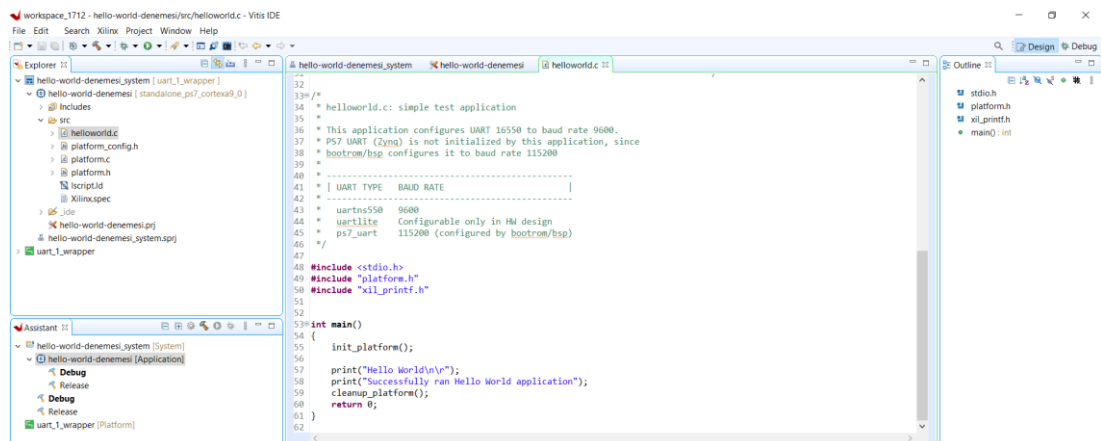 workspace_1712 - hello-world-denemesi/src/helloworld.c - Vitis IDE
File Edit Search Xilinx Project Window Help
Design Debug
Explorer
hello-world-denemesi_system [ uart_1_wrapper ]
hello-world-denemesi [ standalone_ps7_cortexa9_0 ]
Includes
src
helloworld.c
platform_config.h
platform.c
platform.h
lscript.ld
Xilinx.spec
_ide
hello-world-denemesi.prj
hello-world-denemesi_system.sprj
uart_1_wrapper
Assistant
hello-world-denemesi_system [System]
hello-world-denemesi [Application]
Debug
Release
Debug
Release
uart_1_wrapper [Platform]
hello-world-denemesi_system hello-world-denemesi helloworld.c
32
33 /*
34 * helloworld.c: simple test application
35 *
36 * This application configures UART 16550 to baud rate 9600.
37 * PS7 UART (Zynq) is not initialized by this application, since
38 * bootrom/bsp configures it to baud rate 115200
39 *
40 * ------------------------------------------------
41 * | UART TYPE BAUD RATE |
42 * ------------------------------------------------
43 * uartns550 9600
44 * uartlite Configurable only in HW design
45 * ps7_uart 115200 (configured by bootrom/bsp)
46 */
47
48 #include <stdio.h>
49 #include "platform.h"
50 #include "xil_printf.h"
51
52
53 int main()
54 {
55 init_platform();
56
57 print("Hello World\n\r");
58 print("Successfully ran Hello World application");
59 cleanup_platform();
60 return 0;
61 }
62
Outline
stdio.h
platform.h
xil_printf.h
main() : int